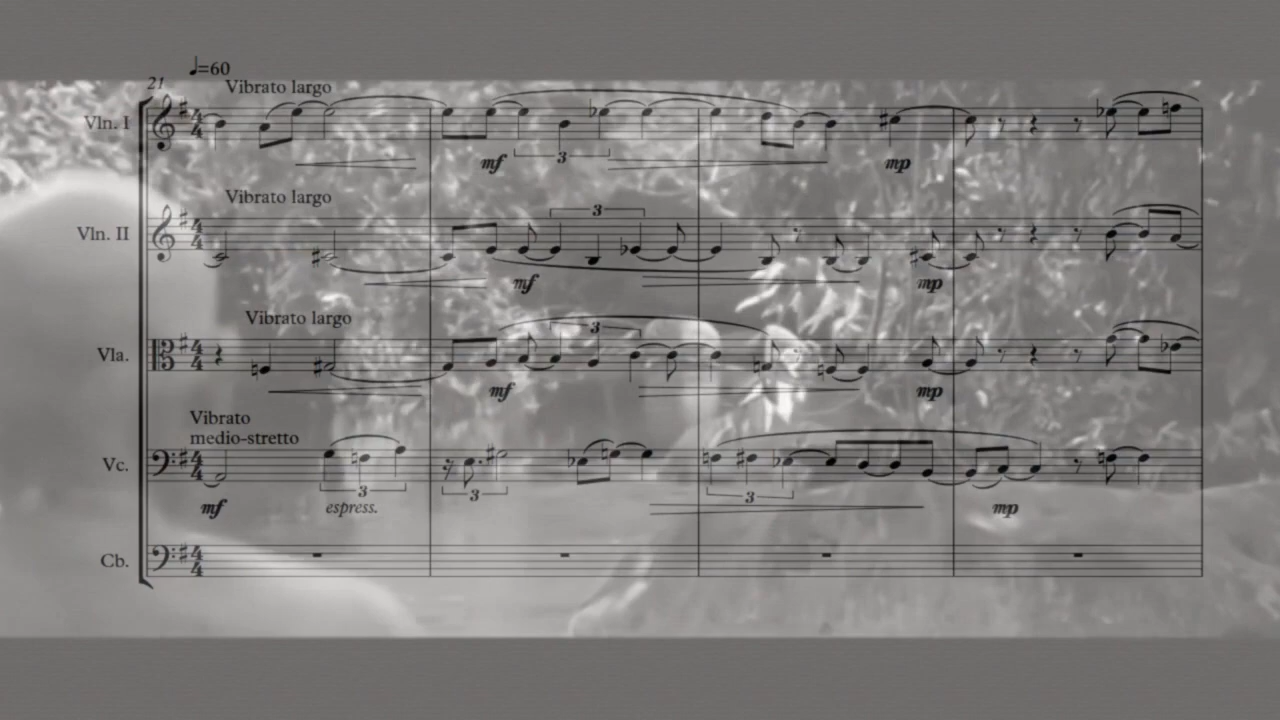 ♩=60
21
Vibrato largo
Vln. I
mf
3
mp
Vibrato largo
Vln. II
3
mf
mp
Vibrato largo
Vla.
3
mf
mp
Vibrato
medio-stretto
Vc.
mf
3
espress.
3
3
mp
Cb.